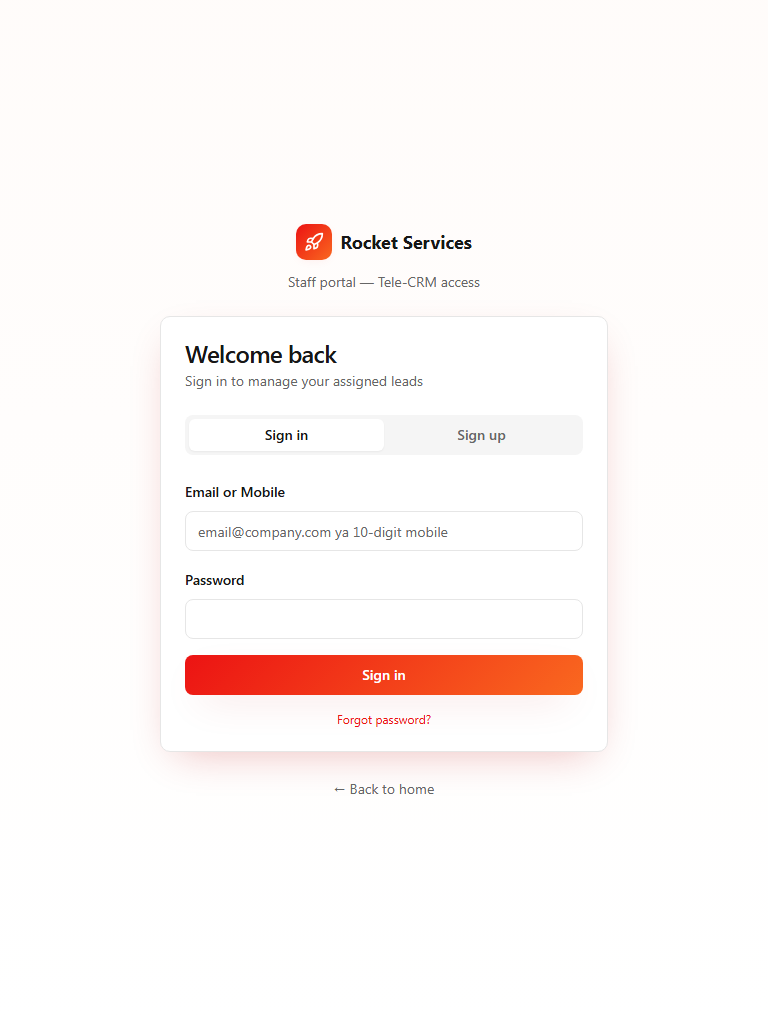 Rocket Services
Staff portal — Tele-CRM access
Welcome back
Sign in to manage your assigned leads
Sign in
Sign up
Email or Mobile
email@company.com ya 10-digit mobile
Password
Sign in
Forgot password?
← Back to home